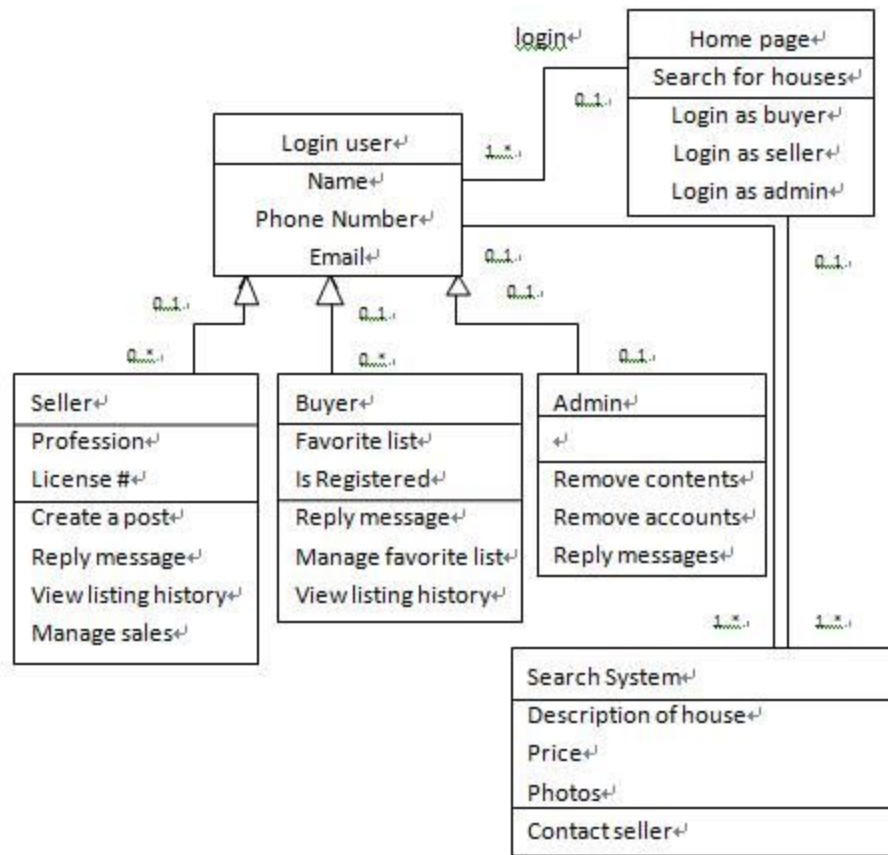 login↵
Home page↵
Search for houses↵
Login as buyer↵
Login as seller↵
Login as admin↵
0..1
1..*
Login user↵
Name↵
Phone Number↵
Email↵
0..1
0..1
0..1
0..1
0..1
0..*
0..*
0..1
Seller↵
Profession↵
License #↵
Create a post↵
Reply message↵
View listing history↵
Manage sales↵
Buyer↵
Favorite list↵
Is Registered↵
Reply message↵
Manage favorite list↵
View listing history↵
Admin↵
↵
Remove contents↵
Remove accounts↵
Reply messages↵
1..*
1..*
Search System↵
Description of house↵
Price↵
Photos↵
Contact seller↵